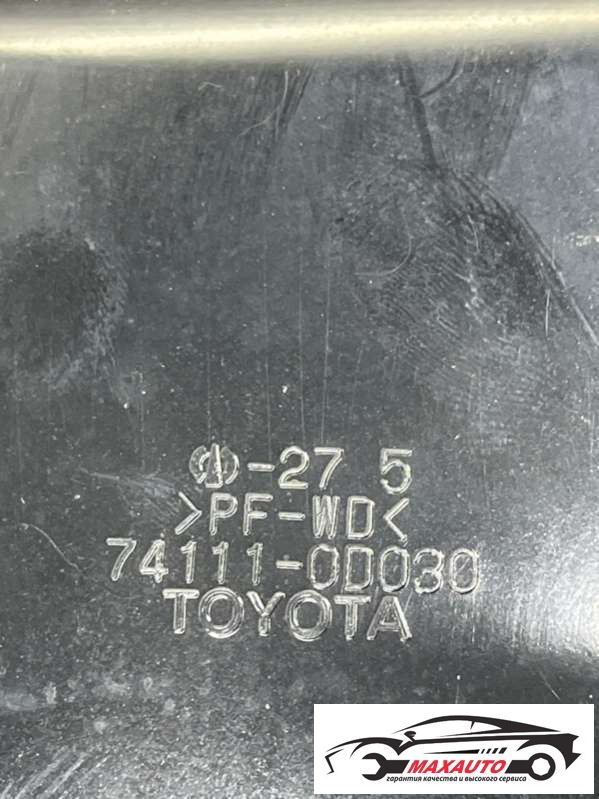 -27 5
>PF-WD<
74111-0D030
TOYOTA
MAXAUTO
гарантия качества и высокого сервиса